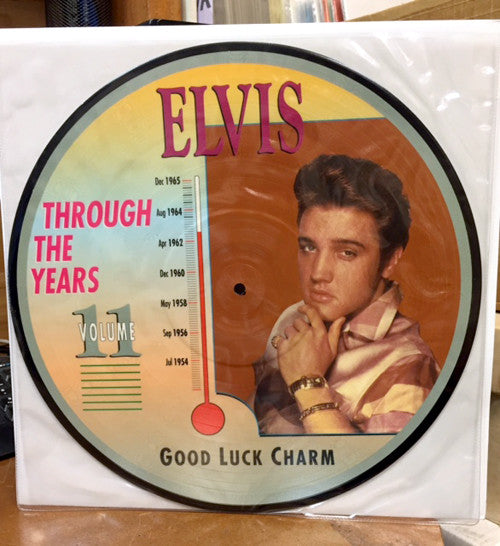 ELVIS
THROUGH
THE
YEARS
VOLUME
11
Dec 1965
Aug 1964
Apr 1962
Dec 1960
May 1958
Sep 1956
Jul 1954
GOOD LUCK CHARM